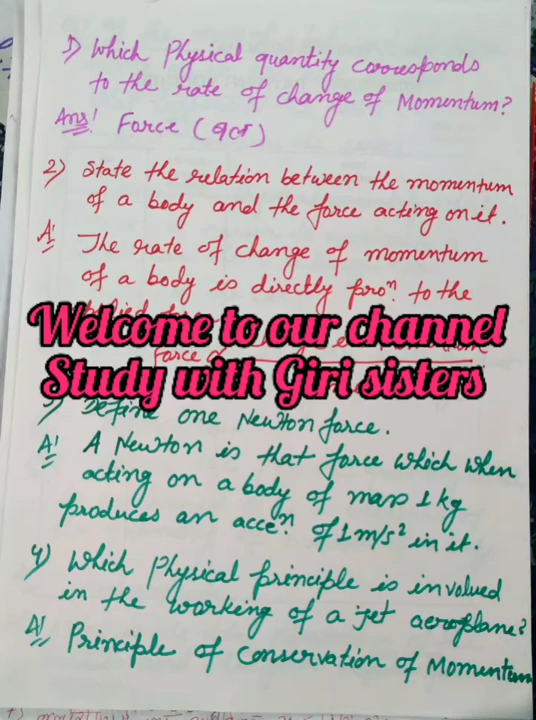 1) Which Physical quantity corresponds
to the rate of change of Momentum?
Ans! Force (बल)
2) State the relation between the momentum
of a body and the force acting on it.
A! The rate of change of momentum
of a body is directly proⁿ. to the
Welcome to our channel
force ∝
Study with Giri sisters
Define one Newton force.
A! A Newton is that force which when
acting on a body of mass 1 kg
produces an acceⁿ. of 1 m/s² in it.
4) Which Physical principle is involved
in the working of a jet aeroplane?
A! Principle of conservation of Momentum